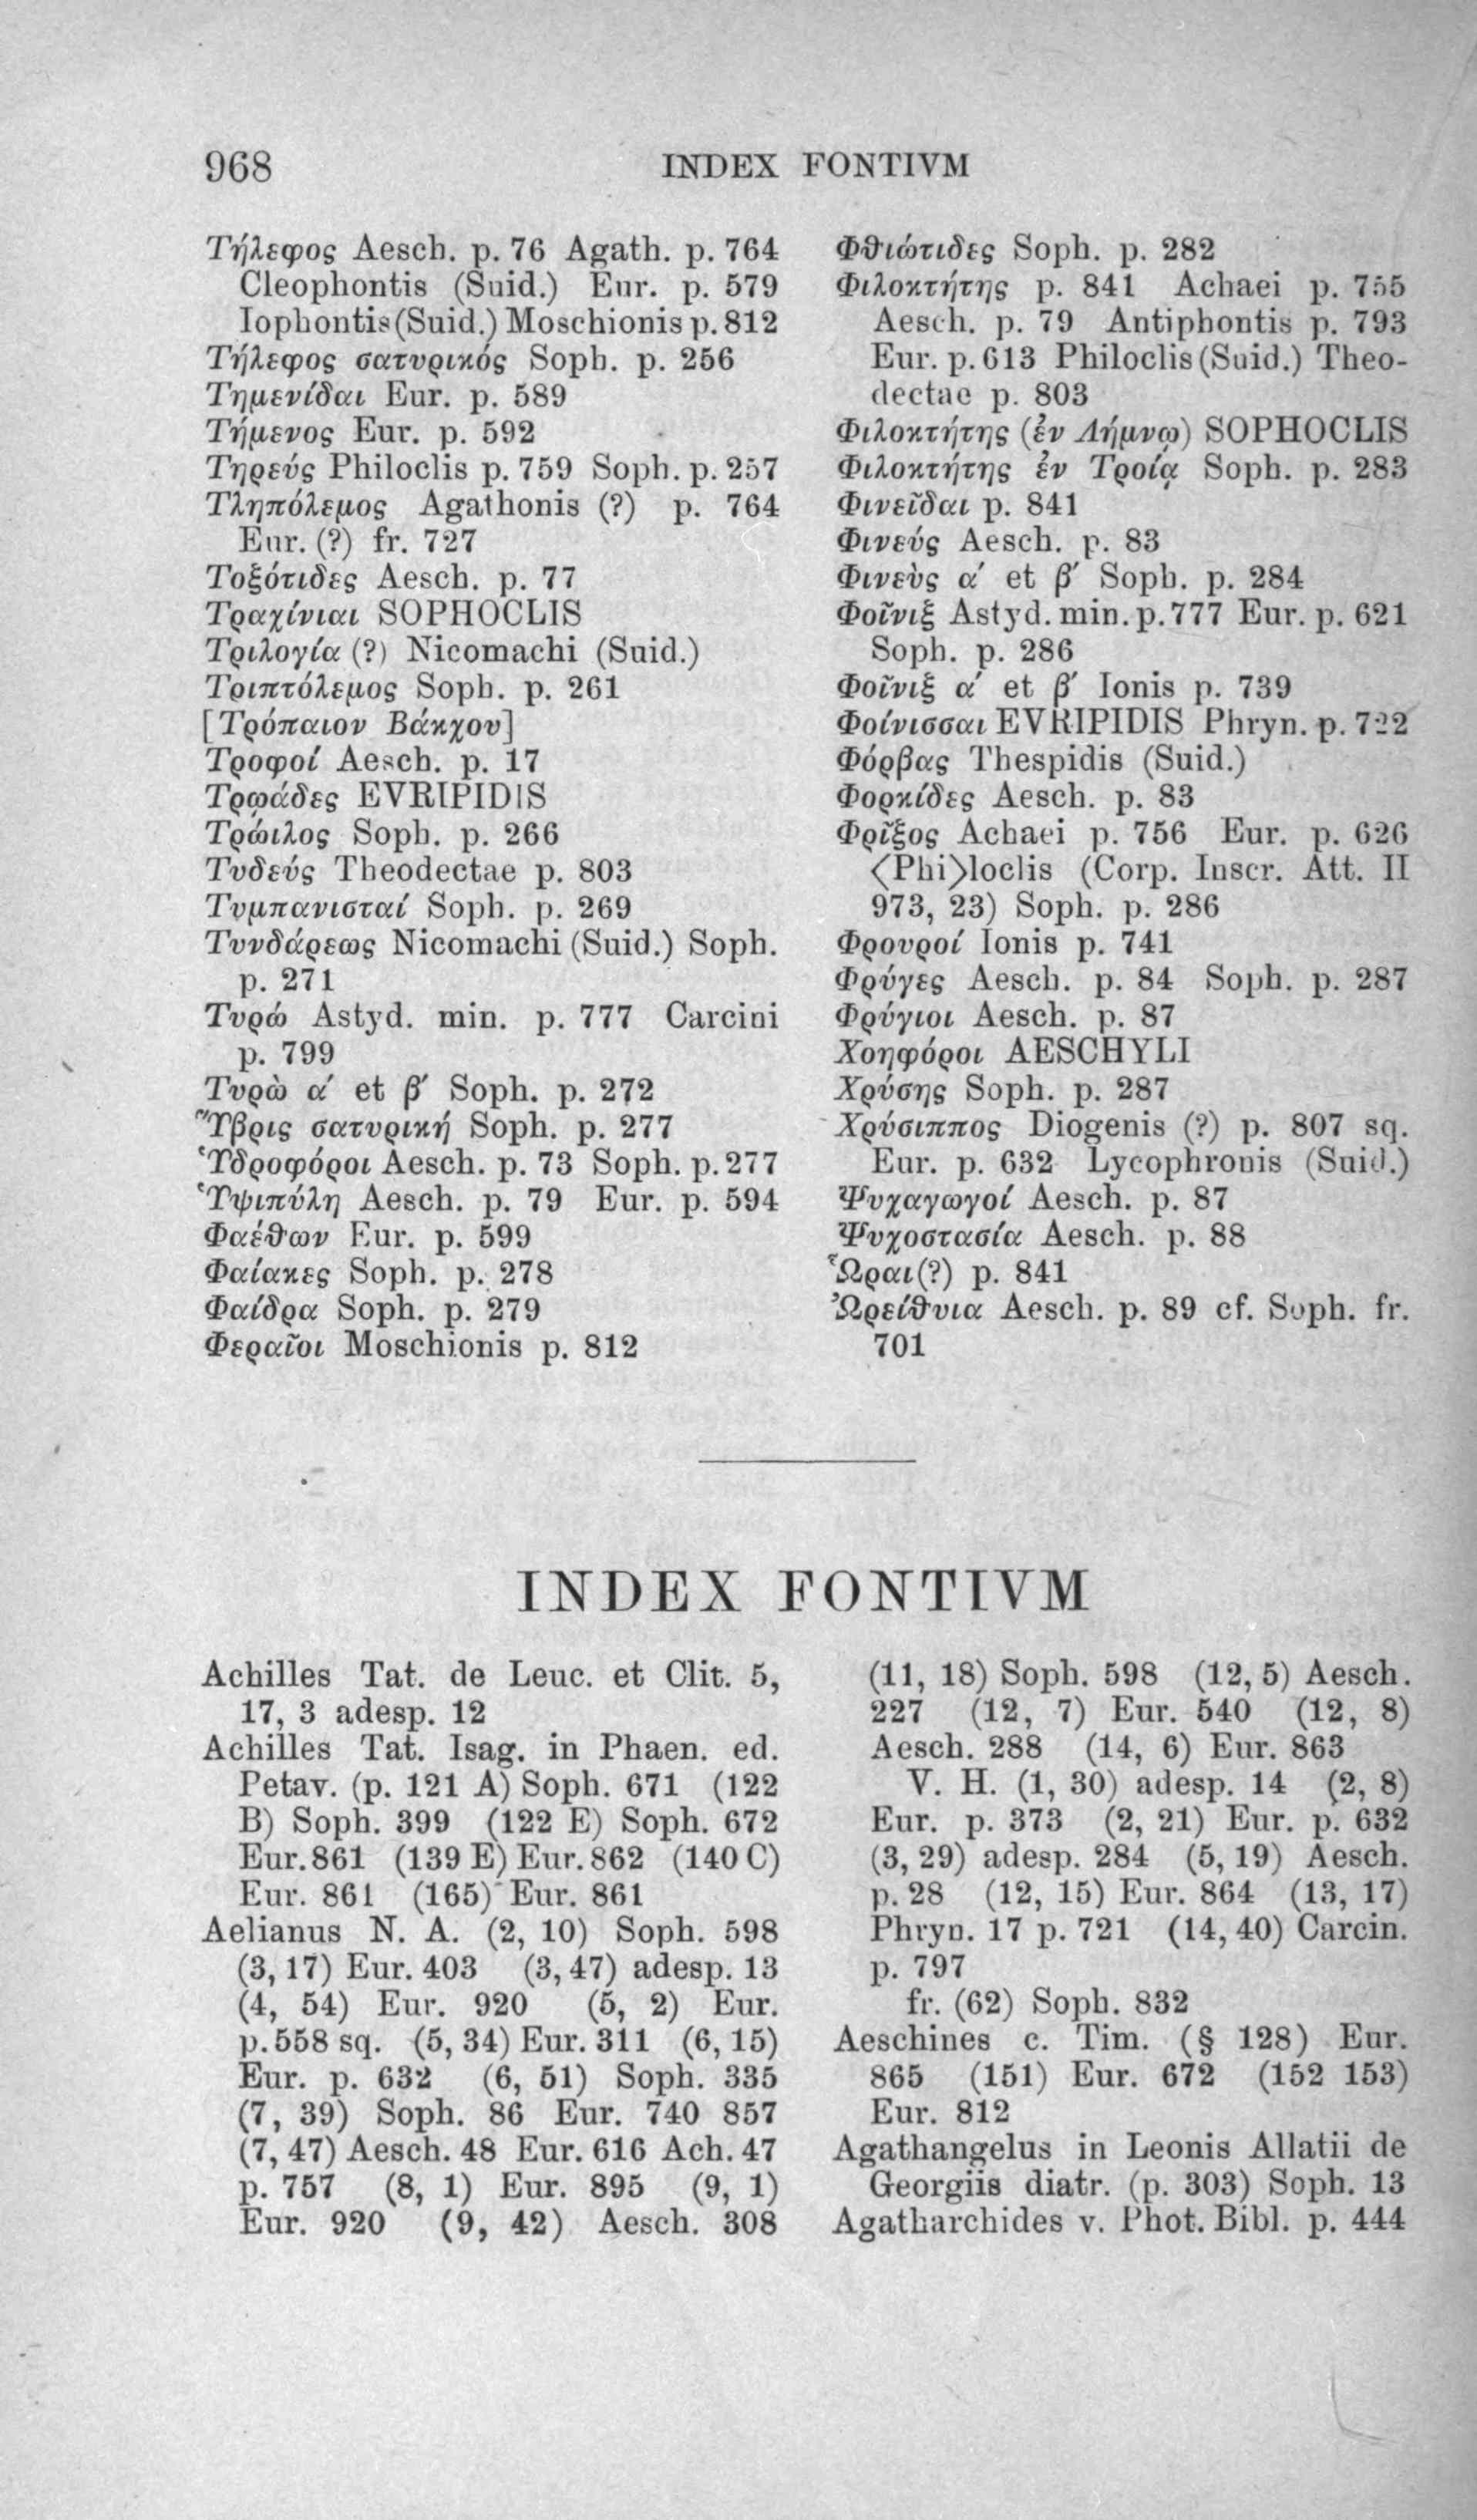 968 INDEX FONTIVM
Τήλεφος Aesch. p. 76 Agath. p. 764
Cleophontis (Suid.) Eur. p. 579
Iophontis (Suid.) Moschionis p. 812
Τήλεφος σατυρικός Soph. p. 256
Τημενίδαι Eur. p. 589
Τήμενος Eur. p. 592
Τηρεύς Philoclis p. 759 Soph. p. 257
Τληπόλεμος Agathonis (?) p. 764
Eur. (?) fr. 727
Τοξότιδες Aesch. p. 77
Τραχίνιαι SOPHOCLIS
Τριλογία (?) Nicomachi (Suid.)
Τριπτόλεμος Soph. p. 261
[Τρόπαιον Βάκχου]
Τροφοί Aesch. p. 17
Τρῳάδες EVRIPIDIS
Τρώιλος Soph. p. 266
Τυδεύς Theodectae p. 803
Τυμπανισταί Soph. p. 269
Τυνδάρεως Nicomachi (Suid.) Soph.
p. 271
Τυρώ Astyd. min. p. 777 Carcini
p. 799
Τυρὼ α΄ et β΄ Soph. p. 272
Ὕβρις σατυρική Soph. p. 277
Ὑδροφόροι Aesch. p. 73 Soph. p. 277
Ὑψιπύλη Aesch. p. 79 Eur. p. 594
Φαέθων Eur. p. 599
Φαίακες Soph. p. 278
Φαίδρα Soph. p. 279
Φεραῖοι Moschionis p. 812
Φθιώτιδες Soph. p. 282
Φιλοκτήτης p. 841 Achaei p. 755
Aesch. p. 79 Antiphontis p. 793
Eur. p. 613 Philoclis (Suid.) Theo-
dectae p. 803
Φιλοκτήτης (ἐν Λήμνῳ) SOPHOCLIS
Φιλοκτήτης ἐν Τροίᾳ Soph. p. 283
Φινεῖδαι p. 841
Φινεύς Aesch. p. 83
Φινεὺς α΄ et β΄ Soph. p. 284
Φοῖνιξ Astyd. min. p. 777 Eur. p. 621
Soph. p. 286
Φοῖνιξ α΄ et β΄ Ionis p. 739
Φοίνισσαι EVRIPIDIS Phryn. p. 722
Φόρβας Thespidis (Suid.)
Φορκίδες Aesch. p. 83
Φρῖξος Achaei p. 756 Eur. p. 626
⟨Phi⟩loclis (Corp. Inscr. Att. II
973, 23) Soph. p. 286
Φρουροί Ionis p. 741
Φρύγες Aesch. p. 84 Soph. p. 287
Φρύγιοι Aesch. p. 87
Χοηφόροι AESCHYLI
Χρύσης Soph. p. 287
Χρύσιππος Diogenis (?) p. 807 sq.
Eur. p. 632 Lycophronis (Suid.)
Ψυχαγωγοί Aesch. p. 87
Ψυχοστασία Aesch. p. 88
Ὧραι (?) p. 841
Ὠρείθυια Aesch. p. 89 cf. Soph. fr.
701
INDEX FONTIVM
Achilles Tat. de Leuc. et Clit. 5,
17, 3 adesp. 12
Achilles Tat. Isag. in Phaen. ed.
Petav. (p. 121 A) Soph. 671 (122
B) Soph. 399 (122 E) Soph. 672
Eur. 861 (139 E) Eur. 862 (140 C)
Eur. 861 (165) Eur. 861
Aelianus N. A. (2, 10) Soph. 598
(3, 17) Eur. 403 (3, 47) adesp. 13
(4, 54) Eur. 920 (5, 2) Eur.
p. 558 sq. (5, 34) Eur. 311 (6, 15)
Eur. p. 632 (6, 51) Soph. 335
(7, 39) Soph. 86 Eur. 740 857
(7, 47) Aesch. 48 Eur. 616 Ach. 47
p. 757 (8, 1) Eur. 895 (9, 1)
Eur. 920 (9, 42) Aesch. 308
(11, 18) Soph. 598 (12, 5) Aesch.
227 (12, 7) Eur. 540 (12, 8)
Aesch. 288 (14, 6) Eur. 863
V. H. (1, 30) adesp. 14 (2, 8)
Eur. p. 373 (2, 21) Eur. p. 632
(3, 29) adesp. 284 (5, 19) Aesch.
p. 28 (12, 15) Eur. 864 (13, 17)
Phryn. 17 p. 721 (14, 40) Carcin.
p. 797
fr. (62) Soph. 832
Aeschines c. Tim. (§ 128) Eur.
865 (151) Eur. 672 (152 153)
Eur. 812
Agathangelus in Leonis Allatii de
Georgiis diatr. (p. 303) Soph. 13
Agatharchides v. Phot. Bibl. p. 444